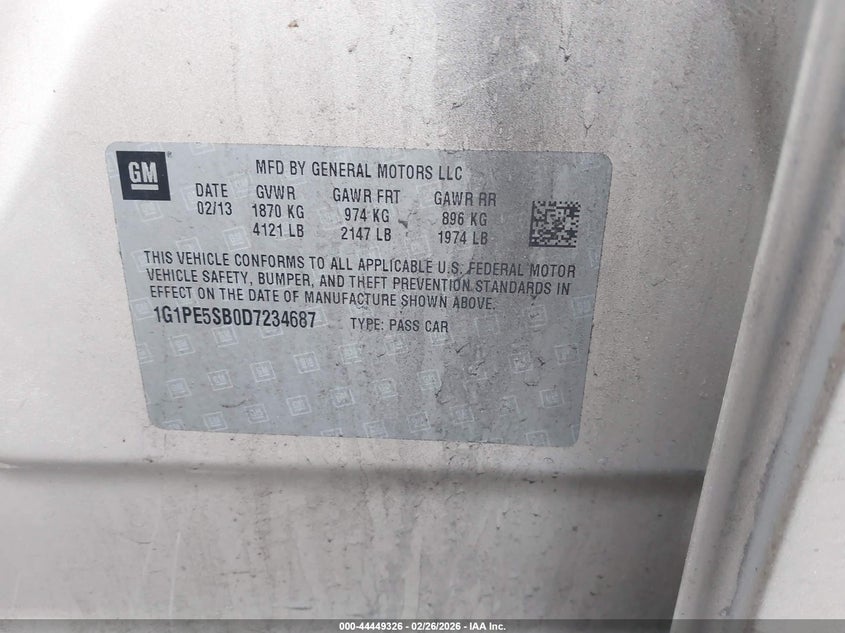 GM
MFD BY GENERAL MOTORS LLC
DATE GVWR GAWR FRT GAWR RR
02/13 1870 KG 974 KG 896 KG
4121 LB 2147 LB 1974 LB
THIS VEHICLE CONFORMS TO ALL APPLICABLE U.S. FEDERAL MOTOR
VEHICLE SAFETY, BUMPER, AND THEFT PREVENTION STANDARDS IN
EFFECT ON THE DATE OF MANUFACTURE SHOWN ABOVE.
1G1PE5SB0D7234687 TYPE: PASS CAR
000-44449326 - 02/26/2026 - IAA Inc.